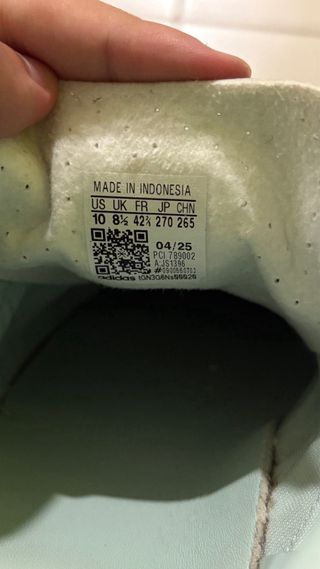 MADE IN INDONESIA
US UK FR JP CHN
10 8½ 42⅔ 270 265
04/25
PCI 789002
A:JS1396
adidas